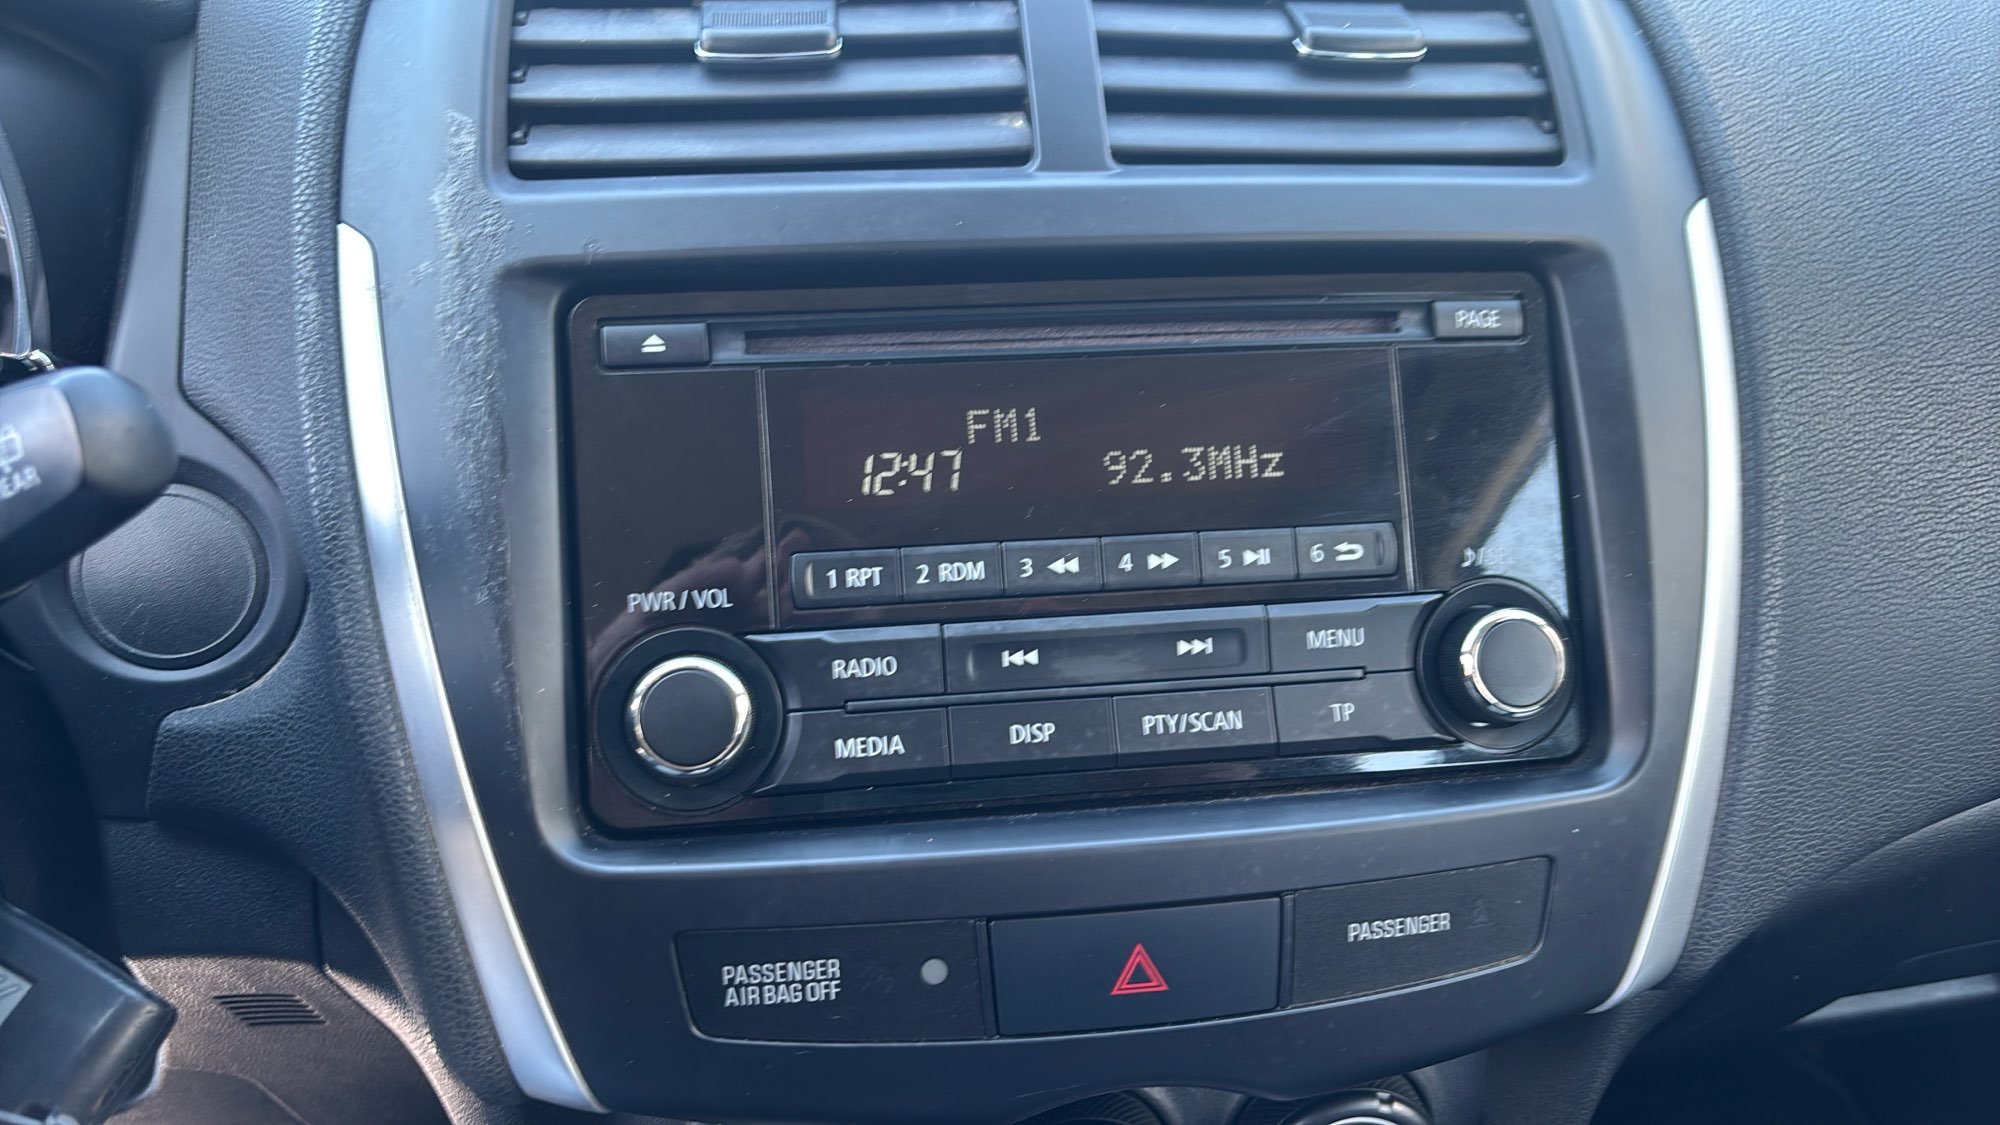 PAGE
FM1
12:47
92.3MHz
1 RPT
2 RDM
3
4
5
6
PWR/VOL
RADIO
MENU
MEDIA
DISP
PTY/SCAN
TP
PASSENGER
AIR BAG OFF
PASSENGER